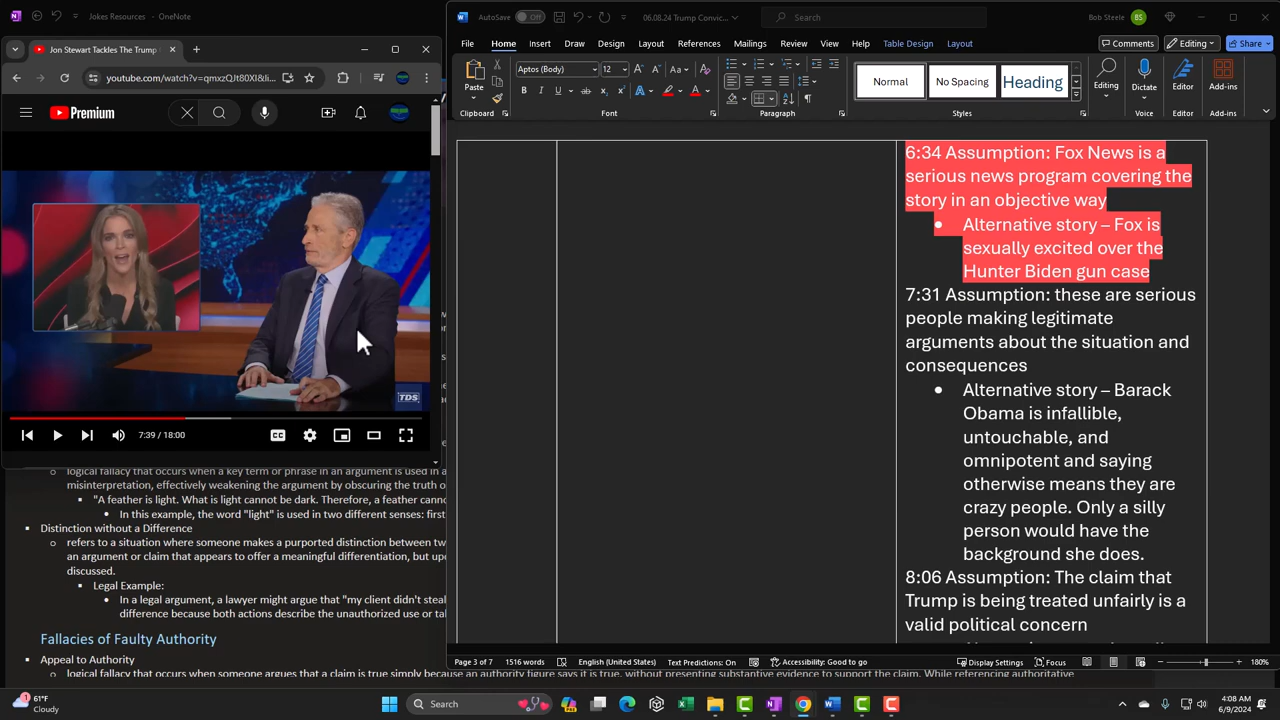 Jokes Resources - OneNote
Jon Stewart Tackles The Trump
youtube.com/watch?v=qmxzQJt80XI&li...
Premium
TDS
7:39 / 18:00
logical fallacy that occurs when a key term or phrase in an argument is used in a
misinterpretation, effectively weakening the argument by obscuring the truth o
"A feather is light. What is light cannot be dark. Therefore, a feather cannot
In this example, the word "light" is used in two different senses: first
Distinction without a Difference
refers to a situation where someone makes a purported distinction between tw
an argument or claim that appears to offer a meaningful differentiation, but upo
discussed.
Legal Example:
In a legal argument, a lawyer might argue that "my client didn't steal
difference because both actions describe the unauthorized use or tal
Fallacies of Faulty Authority
Appeal to Authority
logical fallacy that occurs when someone argues that a claim is true simply because an authority figure says it is true, without presenting substantive evidence to support the claim. While referencing authoritative
AutoSave Off
06.08.24 Trump Convic...
Search
Bob Steele BS
File Home Insert Draw Design Layout References Mailings Review View Help Table Design Layout
Comments Editing Share
Paste
Aptos (Body) 12
Normal No Spacing Heading
Editing Dictate Editor Add-ins
Clipboard Font Paragraph Styles Voice Editor Add-ins
6:34 Assumption: Fox News is a
serious news program covering the
story in an objective way
• Alternative story – Fox is
sexually excited over the
Hunter Biden gun case
7:31 Assumption: these are serious
people making legitimate
arguments about the situation and
consequences
• Alternative story – Barack
Obama is infallible,
untouchable, and
omnipotent and saying
otherwise means they are
crazy people. Only a silly
person would have the
background she does.
8:06 Assumption: The claim that
Trump is being treated unfairly is a
valid political concern
Page 3 of 7 1516 words English (United States) Text Predictions: On Accessibility: Good to go Display Settings Focus 180%
61°F
Cloudy
Search
4:08 AM
6/9/2024